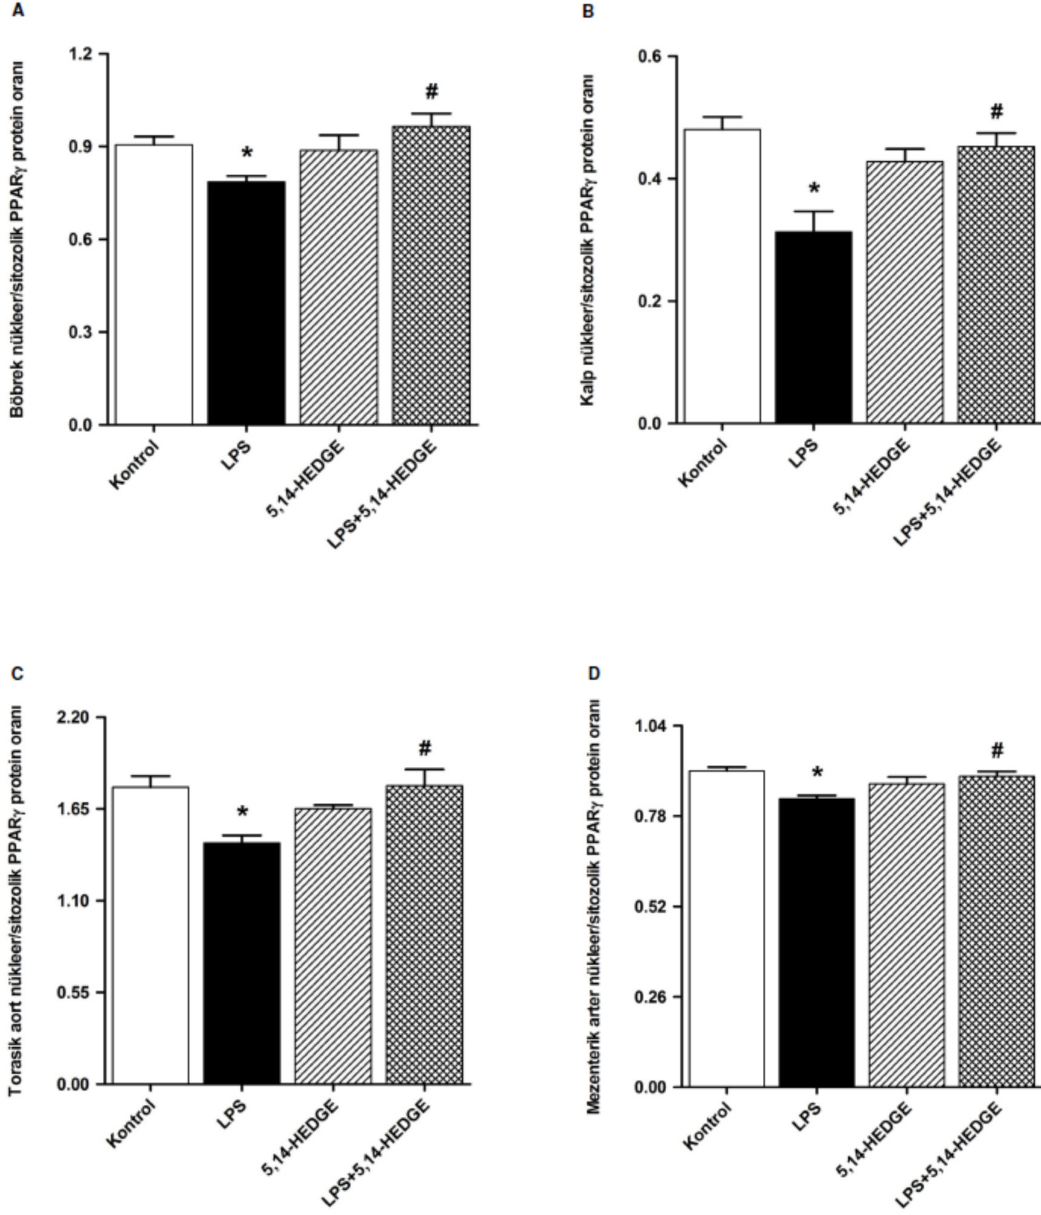 A
Böbrek nükleer/sitozolik PPARγ protein oranı
1.2
0.9
0.6
0.3
0.0
*
#
Kontrol
LPS
5,14-HEDGE
LPS+5,14-HEDGE
B
Kalp nükleer/sitozolik PPARγ protein oranı
0.6
0.4
0.2
0.0
*
#
Kontrol
LPS
5,14-HEDGE
LPS+5,14-HEDGE
C
Torasik aort nükleer/sitozolik PPARγ protein oranı
2.20
1.65
1.10
0.55
0.00
*
#
Kontrol
LPS
5,14-HEDGE
LPS+5,14-HEDGE
D
Mezenterik arter nükleer/sitozolik PPARγ protein oranı
1.04
0.78
0.52
0.26
0.00
*
#
Kontrol
LPS
5,14-HEDGE
LPS+5,14-HEDGE